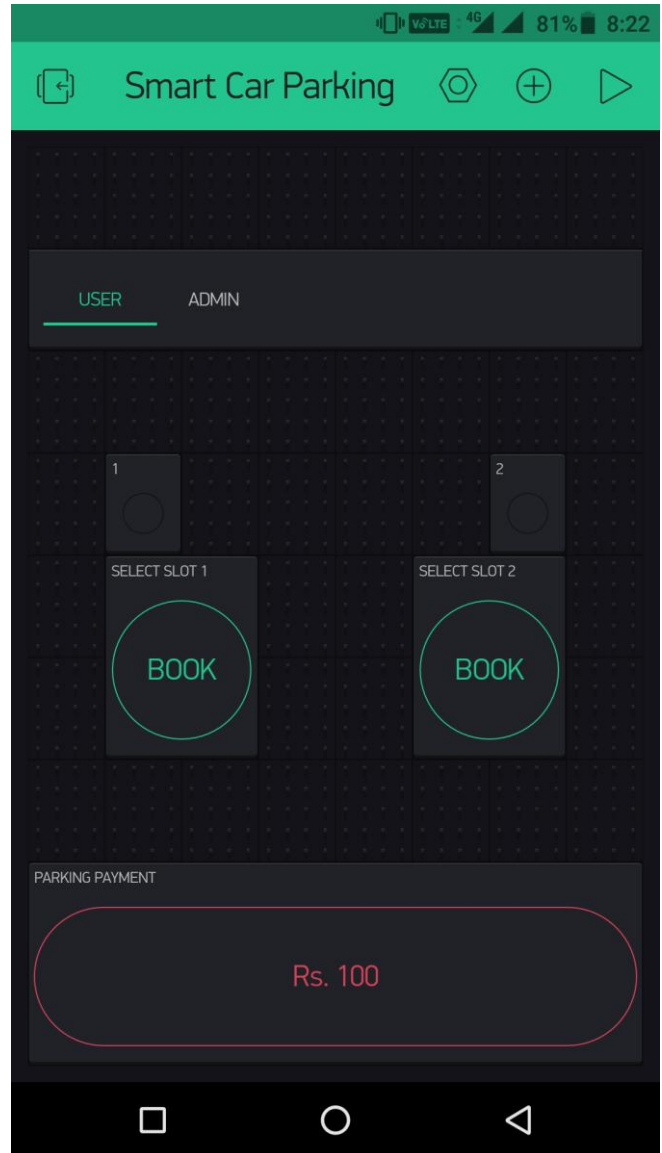 VoLTE 4G 81% 8:22
Smart Car Parking
USER ADMIN
1 2
SELECT SLOT 1 SELECT SLOT 2
BOOK BOOK
PARKING PAYMENT
Rs. 100